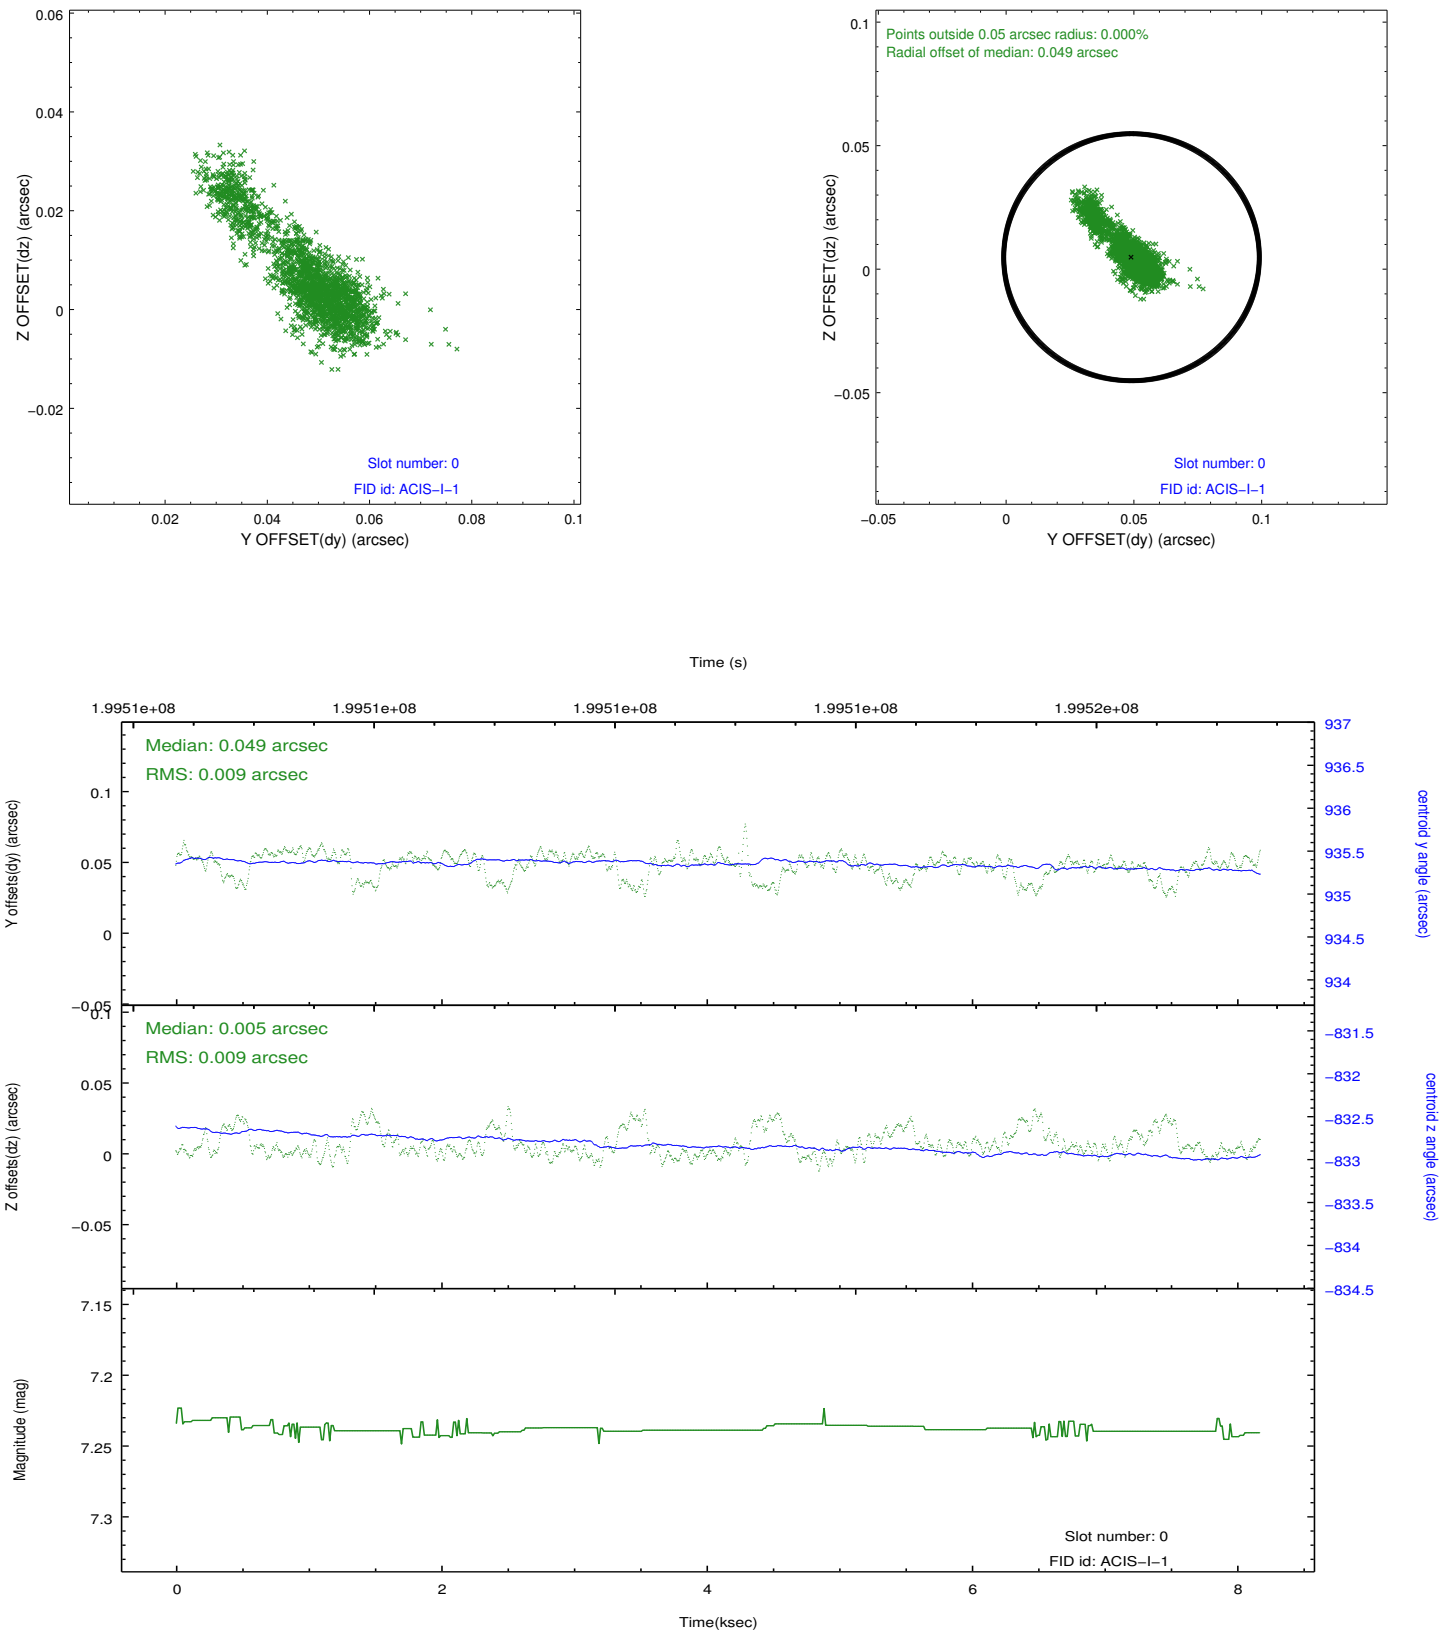 0.06
0.04
0.02
0
−0.02
Z OFFSET(dz) (arcsec)
Slot number: 0
FID id: ACIS−I−1
0.02
0.04
0.06
0.08
0.1
Y OFFSET(dy) (arcsec)
Points outside 0.05 arcsec radius: 0.000%
Radial offset of median: 0.049 arcsec
0.1
0.05
0
−0.05
Z OFFSET(dz) (arcsec)
Slot number: 0
FID id: ACIS−I−1
−0.05
0
0.05
0.1
Y OFFSET(dy) (arcsec)
Time (s)
1.9951e+08
1.9951e+08
1.9951e+08
1.9951e+08
1.9952e+08
Median: 0.049 arcsec
RMS: 0.009 arcsec
0.1
0.05
0
−0.05
Y offsets(dy) (arcsec)
937
936.5
936
935.5
935
934.5
934
centroid y angle (arcsec)
Median: 0.005 arcsec
RMS: 0.009 arcsec
0.1
0.05
0
−0.05
Z offsets(dz) (arcsec)
−831.5
−832
−832.5
−833
−833.5
−834
−834.5
centroid z angle (arcsec)
7.15
7.2
7.25
7.3
Magnitude (mag)
Slot number: 0
FID id: ACIS−I−1
0
2
4
6
8
Time(ksec)